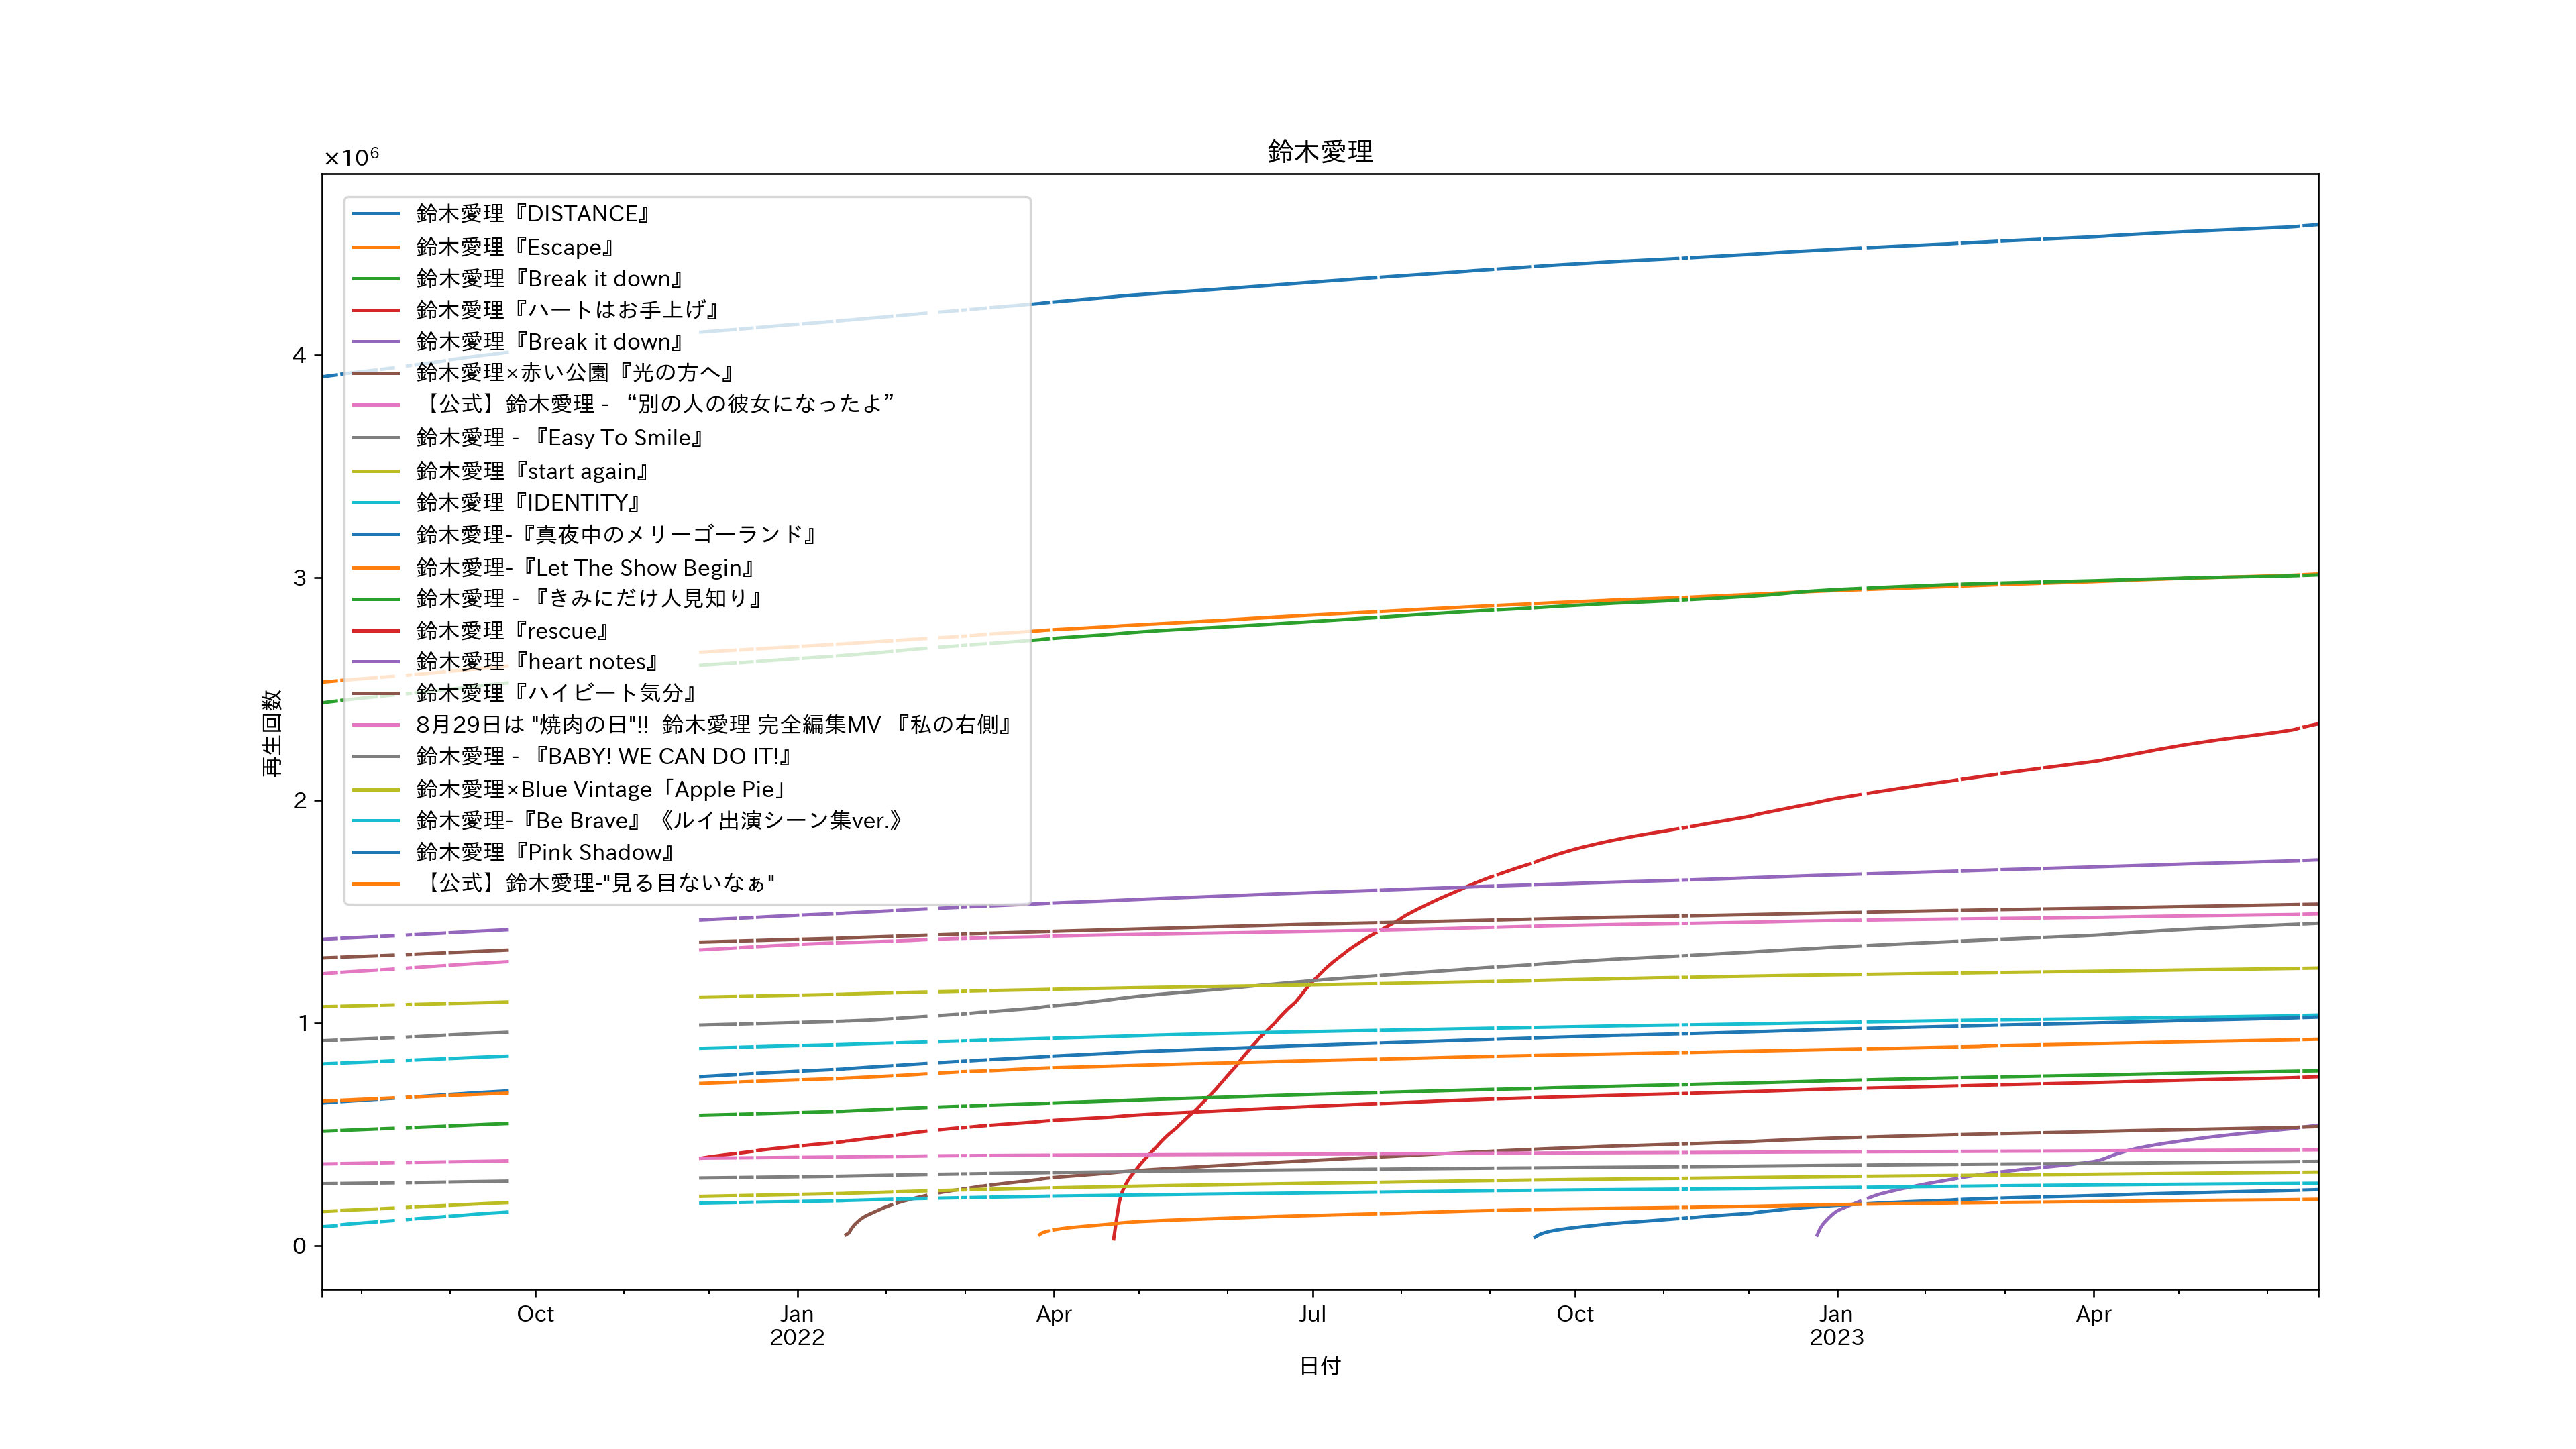 鈴木愛理
×10⁶
鈴木愛理『DISTANCE』
鈴木愛理『Escape』
鈴木愛理『Break it down』
鈴木愛理『ハートはお手上げ』
鈴木愛理『Break it down』
鈴木愛理×赤い公園『光の方へ』
【公式】鈴木愛理 - “別の人の彼女になったよ”
鈴木愛理 - 『Easy To Smile』
鈴木愛理『start again』
鈴木愛理『IDENTITY』
鈴木愛理-『真夜中のメリーゴーランド』
鈴木愛理-『Let The Show Begin』
鈴木愛理 - 『きみにだけ人見知り』
鈴木愛理『rescue』
鈴木愛理『heart notes』
鈴木愛理『ハイビート気分』
8月29日は "焼肉の日"!! 鈴木愛理 完全編集MV 『私の右側』
鈴木愛理 - 『BABY! WE CAN DO IT!』
鈴木愛理×Blue Vintage「Apple Pie」
鈴木愛理-『Be Brave』《ルイ出演シーン集ver.》
鈴木愛理『Pink Shadow』
【公式】鈴木愛理-"見る目ないなぁ"
再生回数
4
3
2
1
0
Oct
Jan
2022
Apr
Jul
Oct
Jan
2023
Apr
日付